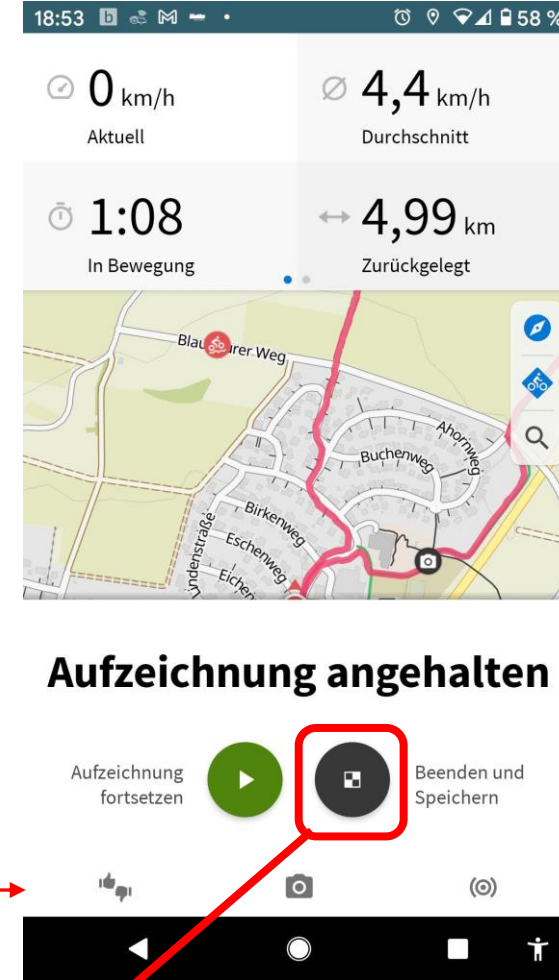 18:53 58 %
0 km/h
4,4 km/h
Aktuell
Durchschnitt
1:08
4,99 km
In Bewegung
Zurückgelegt
Ahornweg
Buchenweg
Birkenweg
Eschenweg
Lindenstraße
Aufzeichnung angehalten
Aufzeichnung
fortsetzen
Beenden und
Speichern